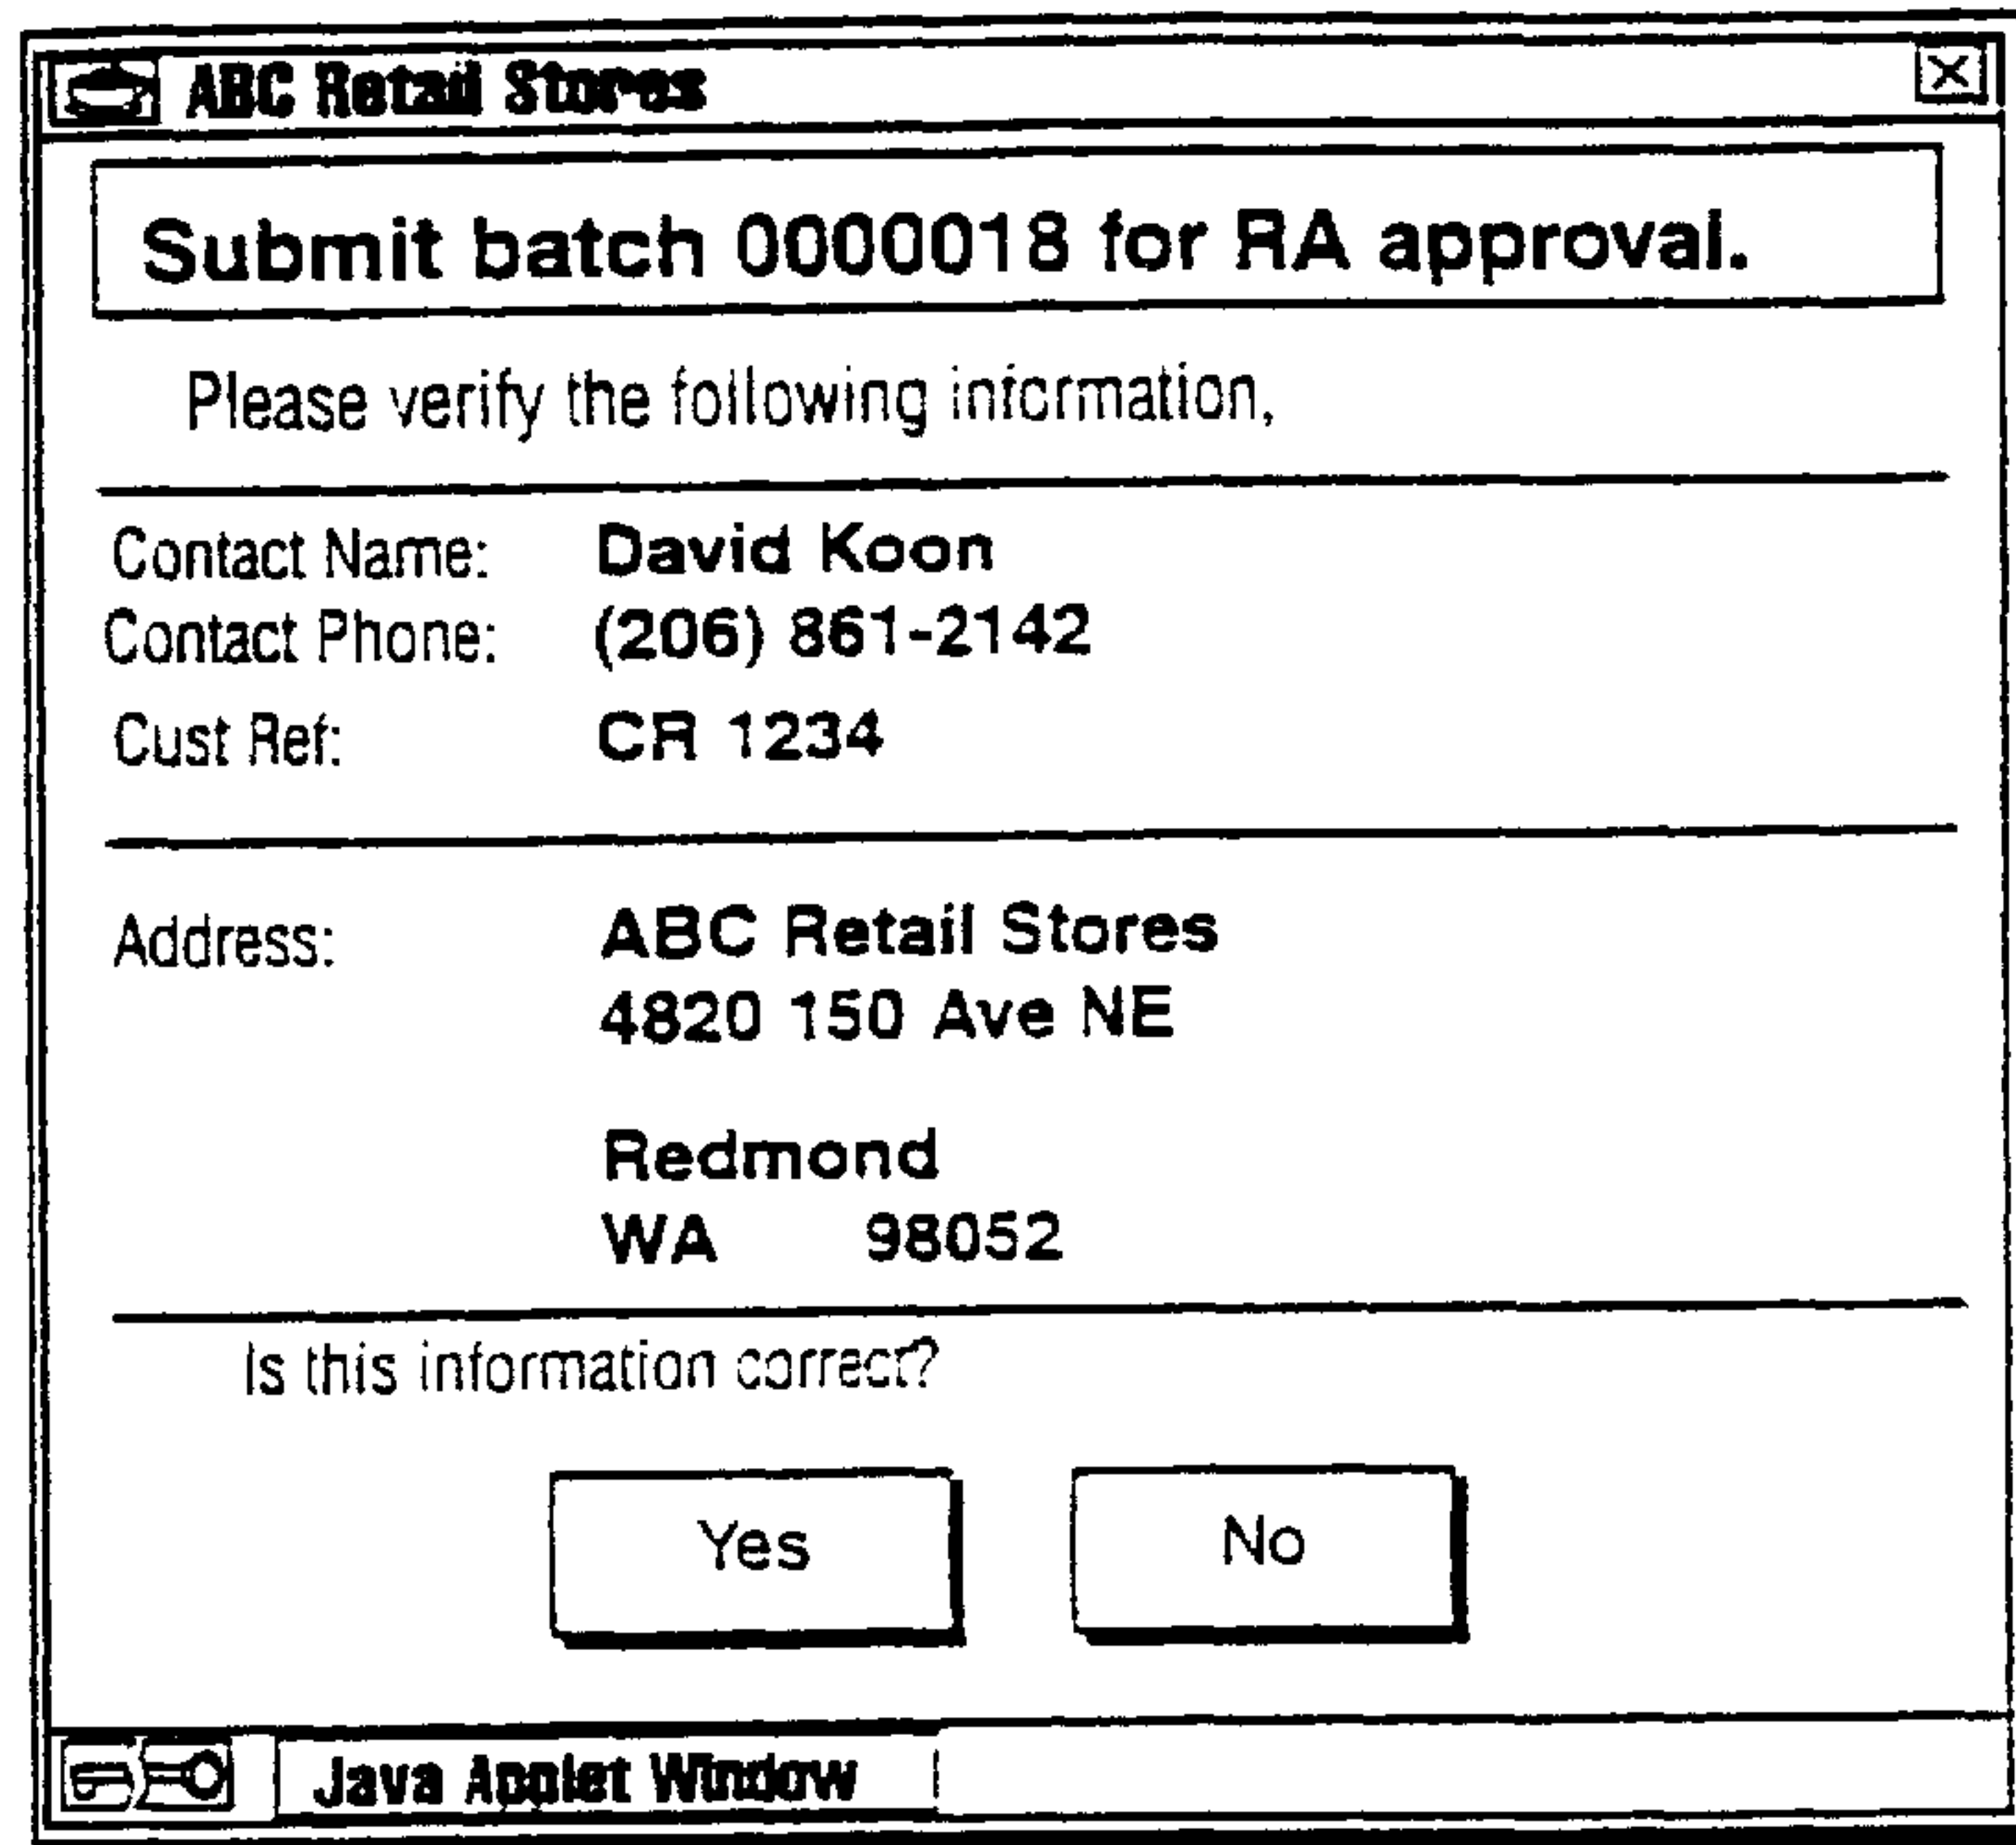 ABC Retail Stores
Submit batch 0000018 for RA approval.
Please verify the following information,
Contact Name: David Koon
Contact Phone: (206) 861-2142
Cust Ref: CR 1234
Address: ABC Retail Stores
4820 150 Ave NE
Redmond
WA 98052
Is this information correct?
Yes No
Java Applet Window